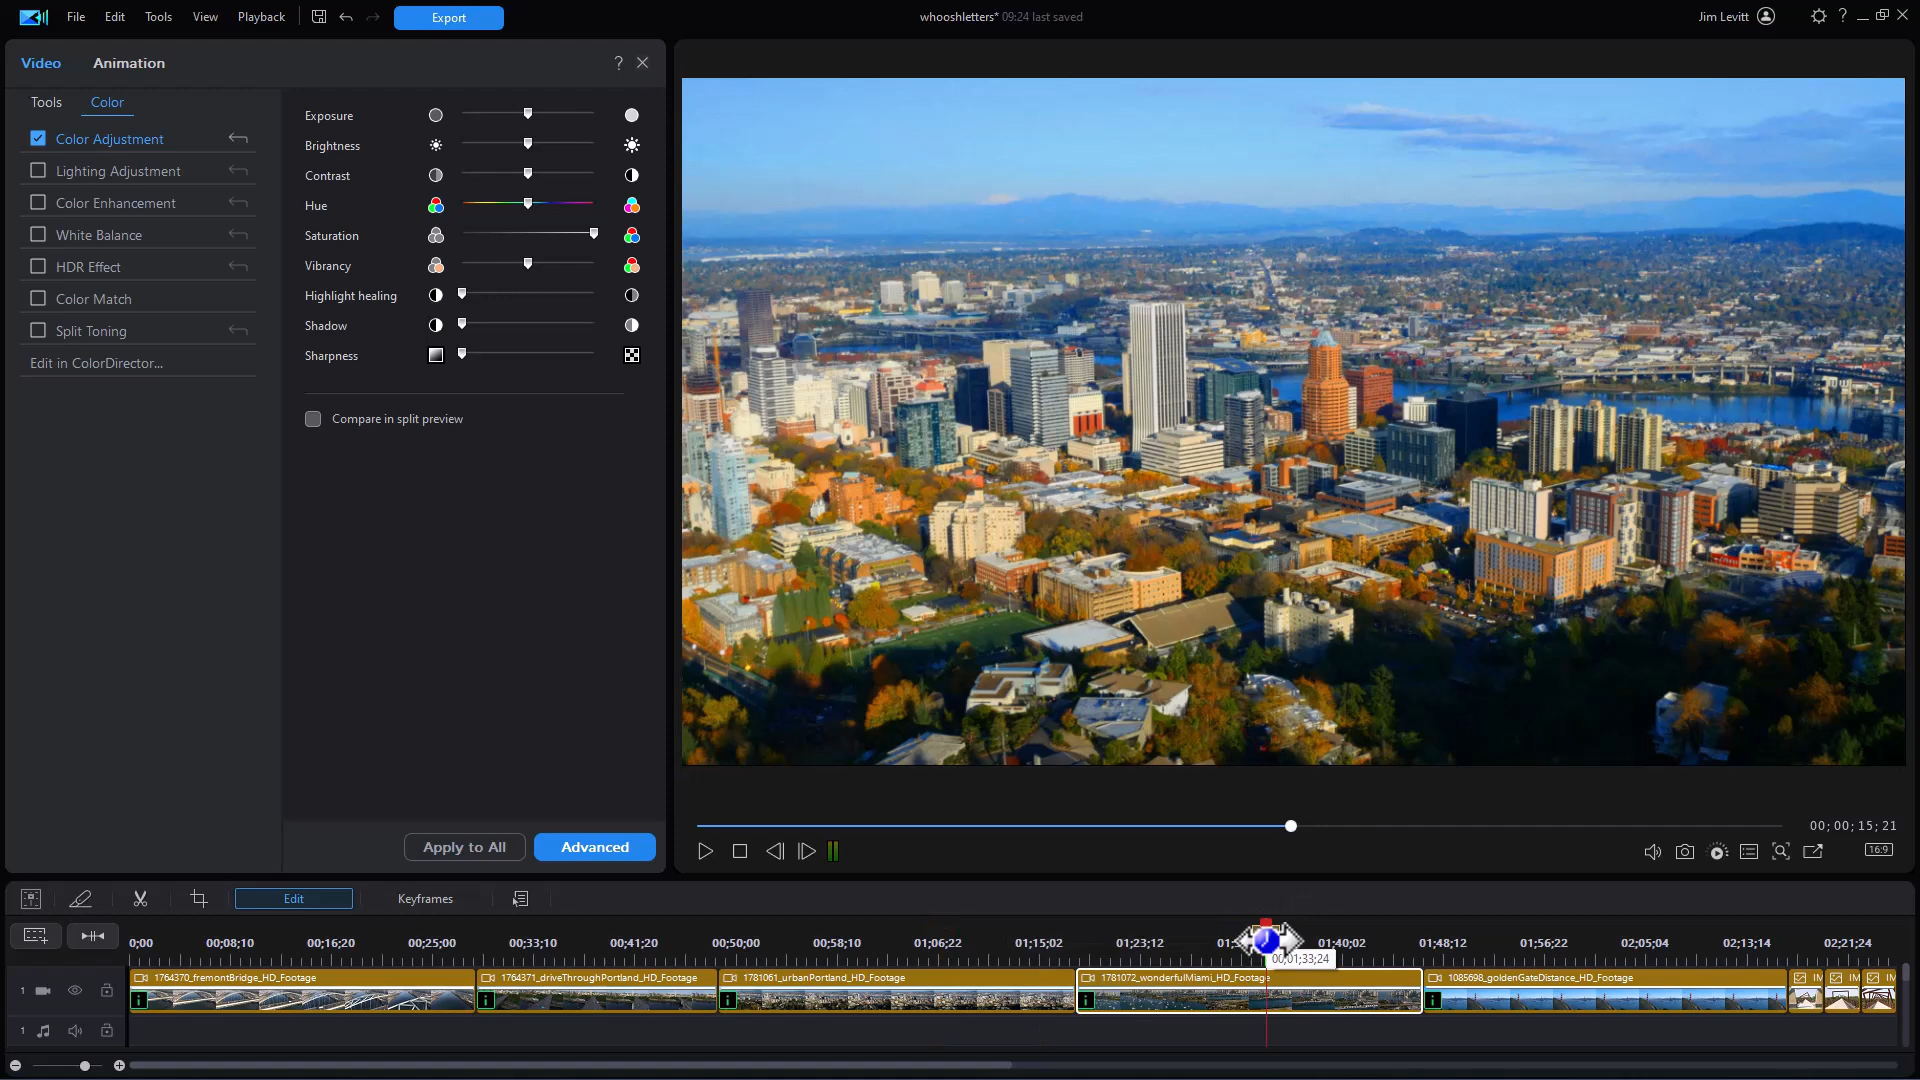 File Edit Tools View Playback Export whooshletters* 09:24 last saved Jim Levitt ?
Video Animation ?
Tools Color
Color Adjustment
Lighting Adjustment
Color Enhancement
White Balance
HDR Effect
Color Match
Split Toning
Edit in ColorDirector...
Exposure
Brightness
Contrast
Hue
Saturation
Vibrancy
Highlight healing
Shadow
Sharpness
Compare in split preview
Apply to All Advanced
00; 00; 15; 21
16:9
Edit Keyframes
0;00 00;08;10 00;16;20 00;25;00 00;33;10 00;41;20 00;50;00 00;58;10 01;06;22 01;15;02 01;23;12 01;40;02 01;48;12 01;56;22 02;05;04 02;13;14 02;21;24
00;01;33;24
1764370_fremontBridge_HD_Footage 1764371_driveThroughPortland_HD_Footage 1781061_urbanPortland_HD_Footage 1781072_wonderfulMiami_HD_Footage 1085698_goldenGateDistance_HD_Footage IM IM IM
1
1